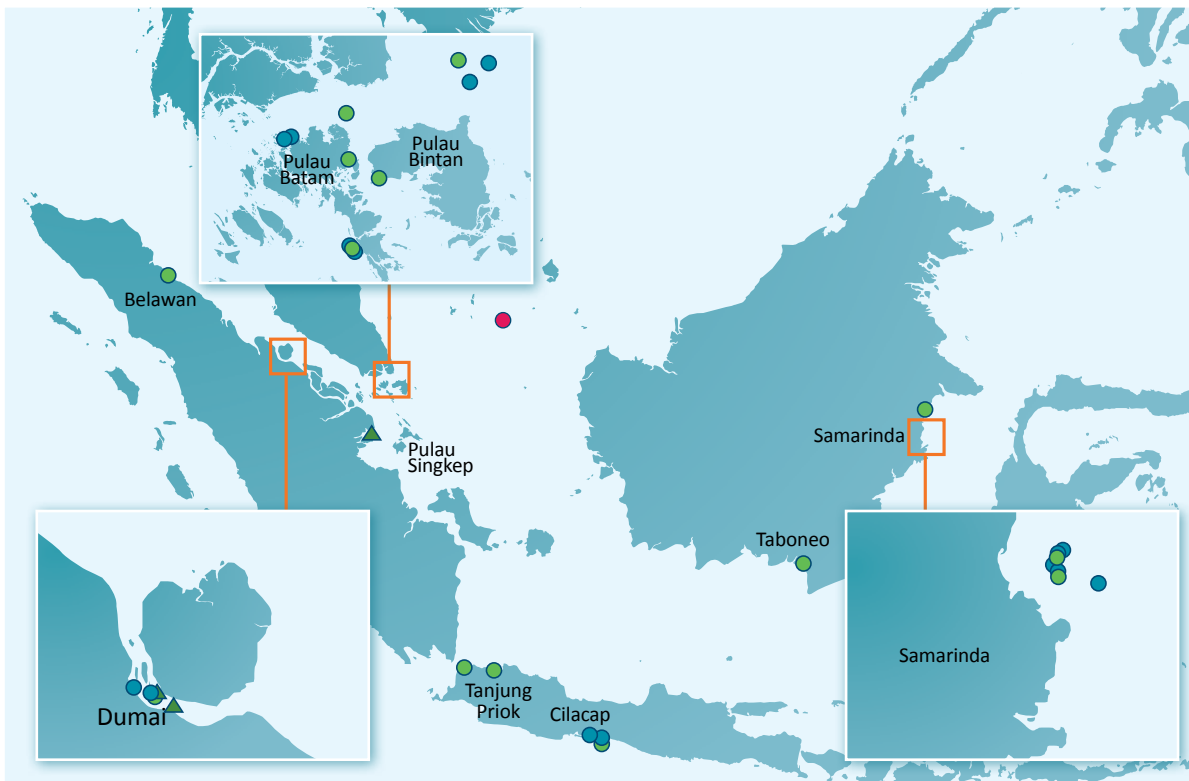 Pulau
Batam
Pulau
Bintan
Belawan
Samarinda
Pulau
Singkep
Taboneo
Samarinda
Dumai
Tanjung
Priok
Cilacap